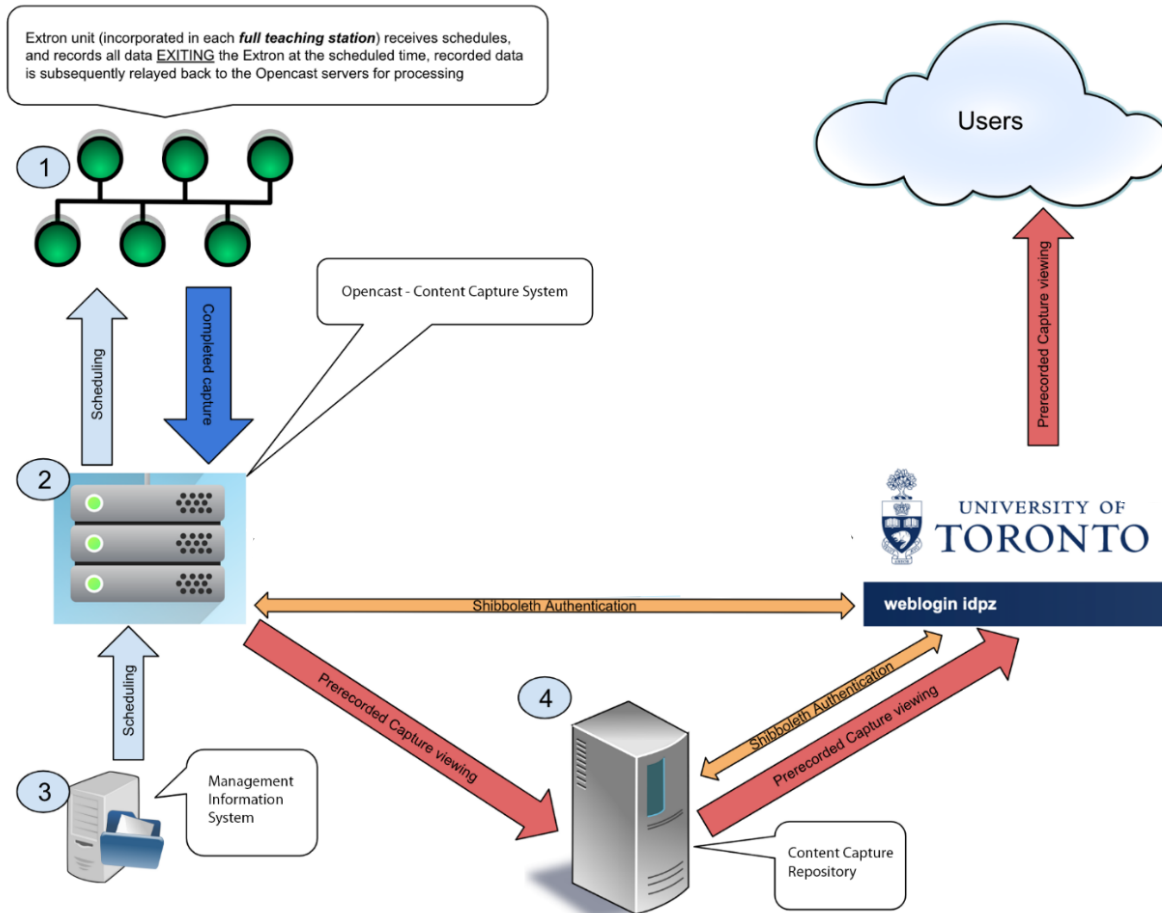 Extron unit (incorporated in each full teaching station) receives schedules,
and records all data EXITING the Extron at the scheduled time, recorded data
is subsequently relayed back to the Opencast servers for processing
Users
1
Scheduling
Completed capture
Opencast - Content Capture System
Prerecorded Capture viewing
2
UNIVERSITY OF
TORONTO
weblogin idpz
Shibboleth Authentication
Scheduling
Prerecorded Capture viewing
4
Shibboleth Authentication
Prerecorded Capture viewing
3
Management
Information
System
Content Capture
Repository